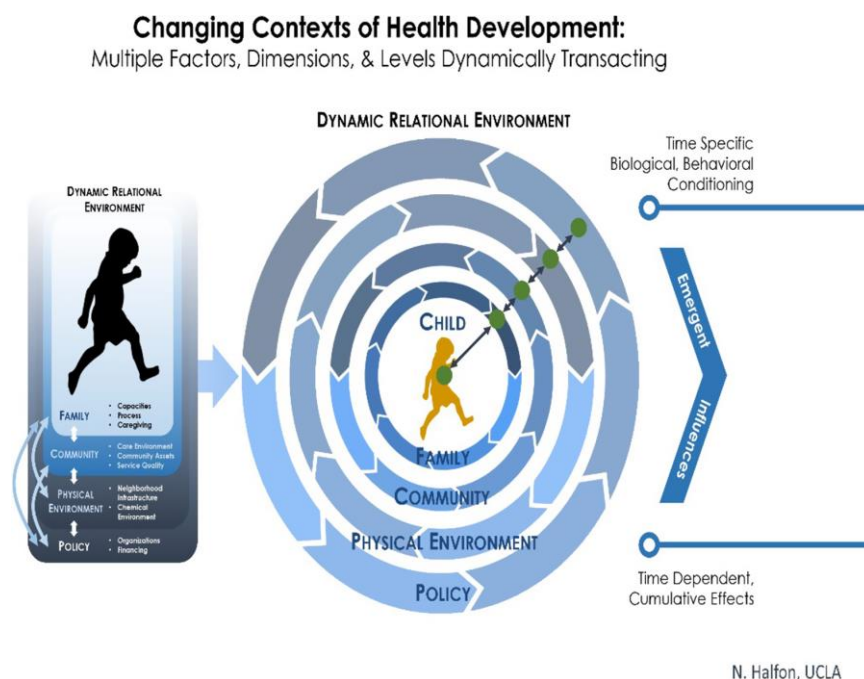 Changing Contexts of Health Development:
Multiple Factors, Dimensions, & Levels Dynamically Transacting
DYNAMIC RELATIONAL
ENVIRONMENT
FAMILY
• Capacities
• Process
• Caregiving
COMMUNITY
• Care Environment
• Community Assets
• Service Quality
PHYSICAL
ENVIRONMENT
• Neighborhood
Infrastructure
• Chemical
Environment
POLICY
• Organizations
• Financing
DYNAMIC RELATIONAL ENVIRONMENT
CHILD
FAMILY
COMMUNITY
PHYSICAL ENVIRONMENT
POLICY
Time Specific
Biological, Behavioral
Conditioning
Emergent
Influences
Time Dependent,
Cumulative Effects
N. Halfon, UCLA